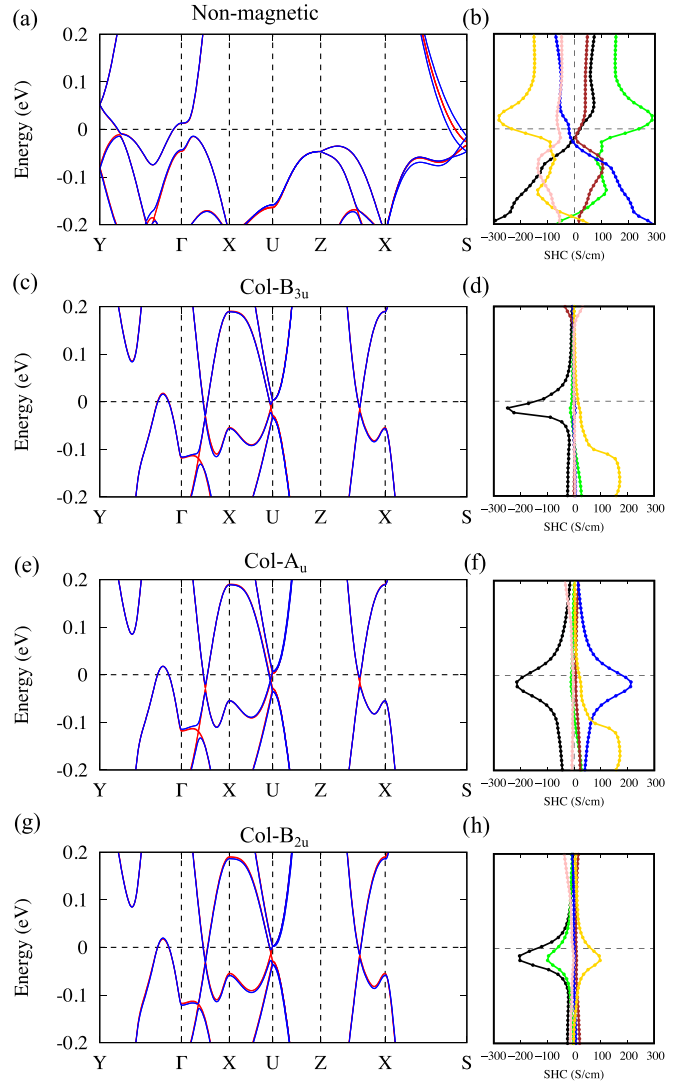 (a) Non-magnetic (b)
0.2
0.1
0
-0.1
-0.2
Energy (eV)
Y Γ X U Z X S
-300 -200 -100 0 100 200 300
SHC (S/cm)
(c) Col-B3u (d)
0.2
0.1
0
-0.1
-0.2
Energy (eV)
Y Γ X U Z X S
-300 -200 -100 0 100 200 300
SHC (S/cm)
(e) Col-Au (f)
0.2
0.1
0
-0.1
-0.2
Energy (eV)
Y Γ X U Z X S
-300 -200 -100 0 100 200 300
SHC (S/cm)
(g) Col-B2u (h)
0.2
0.1
0
-0.1
-0.2
Energy (eV)
Y Γ X U Z X S
-300 -200 -100 0 100 200 300
SHC (S/cm)